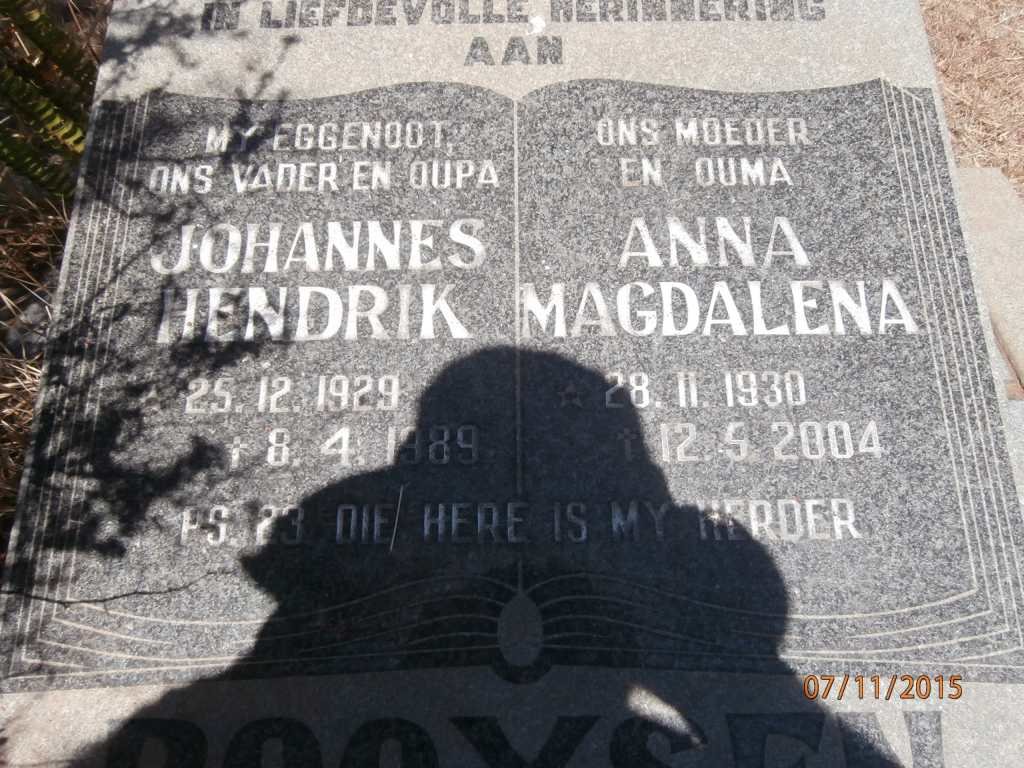 IN LIEFDEVOLLE HERINNERING
AAN
MY EGGENOOT,
ONS VADER EN OUPA
JOHANNES
HENDRIK
25. 12. 1929
† 8. 4. 1989
ONS MOEDER
EN OUMA
ANNA
MAGDALENA
☆ 28. 11. 1930
† 12. 5. 2004
PS. 23 DIE HERE IS MY HERDER
BOOYSEN
07/11/2015